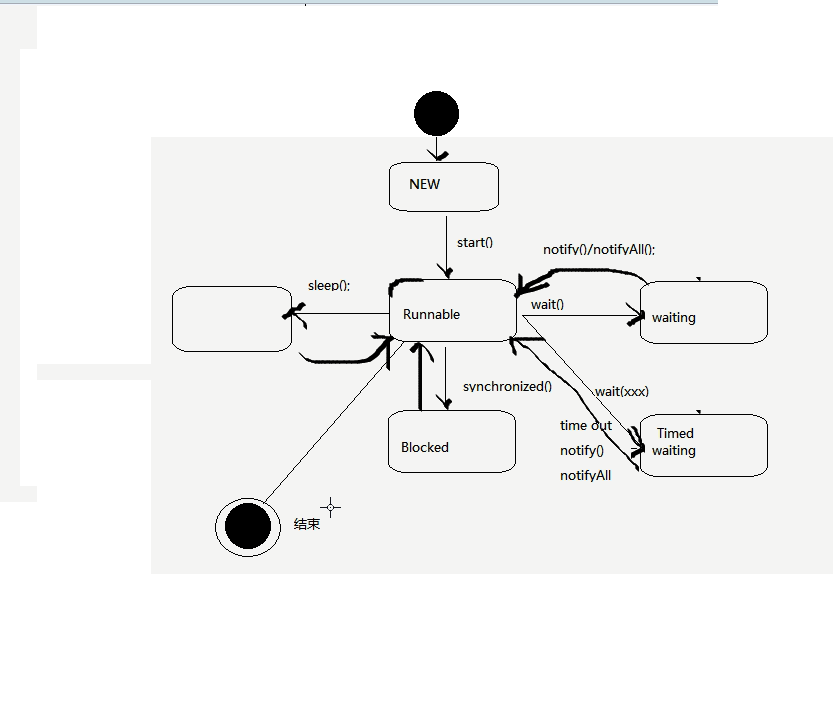 NEW
start()
notify()/notifyAll();
sleep();
wait()
Runnable
waiting
synchronized()
wait(xxx)
time out
Timed
waiting
Blocked
notify()
notifyAll
结束